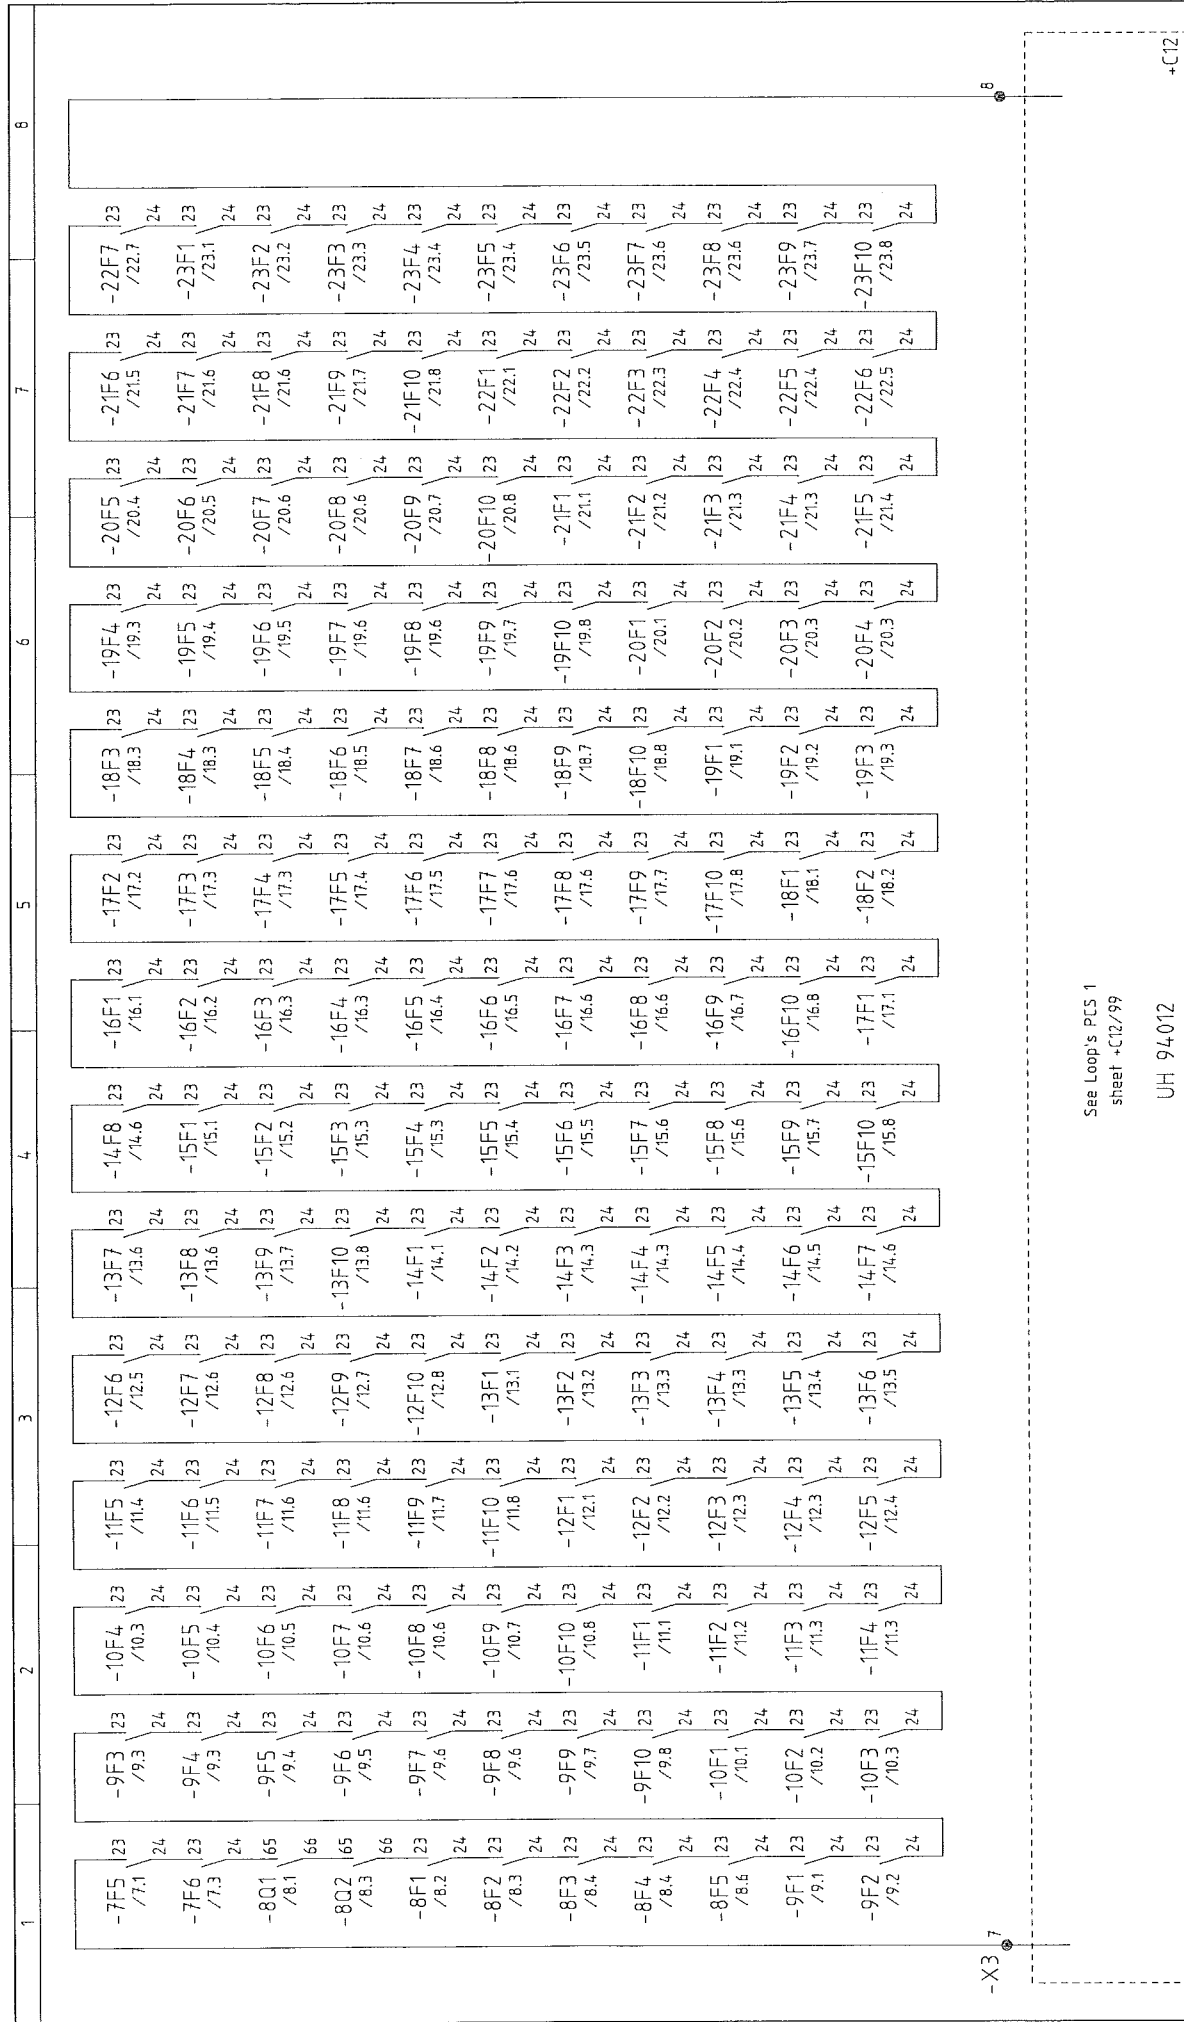 1 2 3 4 5 6 7 8
-7F5 23
/7.1 24
-7F6 23
/7.3 24
-8Q1 65
/8.1 66
-8Q2 65
/8.3 66
-8F1 23
/8.2 24
-8F2 23
/8.3 24
-8F3 23
/8.4 24
-8F4 23
/8.4 24
-8F5 23
/8.6 24
-9F1 23
/9.1 24
-9F2 23
/9.2 24
-9F3 23
/9.3 24
-9F4 23
/9.3 24
-9F5 23
/9.4 24
-9F6 23
/9.5 24
-9F7 23
/9.6 24
-9F8 23
/9.6 24
-9F9 23
/9.7 24
-9F10 23
/9.8 24
-10F1 23
/10.1 24
-10F2 23
/10.2 24
-10F3 23
/10.3 24
-10F4 23
/10.3 24
-10F5 23
/10.4 24
-10F6 23
/10.5 24
-10F7 23
/10.6 24
-10F8 23
/10.6 24
-10F9 23
/10.7 24
-10F10 23
/10.8 24
-11F1 23
/11.1 24
-11F2 23
/11.2 24
-11F3 23
/11.3 24
-11F4 23
/11.3 24
-11F5 23
/11.4 24
-11F6 23
/11.5 24
-11F7 23
/11.6 24
-11F8 23
/11.6 24
-11F9 23
/11.7 24
-11F10 23
/11.8 24
-12F1 23
/12.1 24
-12F2 23
/12.2 24
-12F3 23
/12.3 24
-12F4 23
/12.3 24
-12F5 23
/12.4 24
-12F6 23
/12.5 24
-12F7 23
/12.6 24
-12F8 23
/12.6 24
-12F9 23
/12.7 24
-12F10 23
/12.8 24
-13F1 23
/13.1 24
-13F2 23
/13.2 24
-13F3 23
/13.3 24
-13F4 23
/13.3 24
-13F5 23
/13.4 24
-13F6 23
/13.5 24
-13F7 23
/13.6 24
-13F8 23
/13.6 24
-13F9 23
/13.7 24
-13F10 23
/13.8 24
-14F1 23
/14.1 24
-14F2 23
/14.2 24
-14F3 23
/14.3 24
-14F4 23
/14.3 24
-14F5 23
/14.4 24
-14F6 23
/14.5 24
-14F7 23
/14.6 24
-14F8 23
/14.6 24
-15F1 23
/15.1 24
-15F2 23
/15.2 24
-15F3 23
/15.3 24
-15F4 23
/15.3 24
-15F5 23
/15.4 24
-15F6 23
/15.5 24
-15F7 23
/15.6 24
-15F8 23
/15.6 24
-15F9 23
/15.7 24
-15F10 23
/15.8 24
-16F1 23
/16.1 24
-16F2 23
/16.2 24
-16F3 23
/16.3 24
-16F4 23
/16.3 24
-16F5 23
/16.4 24
-16F6 23
/16.5 24
-16F7 23
/16.6 24
-16F8 23
/16.6 24
-16F9 23
/16.7 24
-16F10 23
/16.8 24
-17F1 23
/17.1 24
-17F2 23
/17.2 24
-17F3 23
/17.3 24
-17F4 23
/17.3 24
-17F5 23
/17.4 24
-17F6 23
/17.5 24
-17F7 23
/17.6 24
-17F8 23
/17.6 24
-17F9 23
/17.7 24
-17F10 23
/17.8 24
-18F1 23
/18.1 24
-18F2 23
/18.2 24
-18F3 23
/18.3 24
-18F4 23
/18.3 24
-18F5 23
/18.4 24
-18F6 23
/18.5 24
-18F7 23
/18.6 24
-18F8 23
/18.6 24
-18F9 23
/18.7 24
-18F10 23
/18.8 24
-19F1 23
/19.1 24
-19F2 23
/19.2 24
-19F3 23
/19.3 24
-19F4 23
/19.3 24
-19F5 23
/19.4 24
-19F6 23
/19.5 24
-19F7 23
/19.6 24
-19F8 23
/19.6 24
-19F9 23
/19.7 24
-19F10 23
/19.8 24
-20F1 23
/20.1 24
-20F2 23
/20.2 24
-20F3 23
/20.3 24
-20F4 23
/20.3 24
-20F5 23
/20.4 24
-20F6 23
/20.5 24
-20F7 23
/20.6 24
-20F8 23
/20.6 24
-20F9 23
/20.7 24
-20F10 23
/20.8 24
-21F1 23
/21.1 24
-21F2 23
/21.2 24
-21F3 23
/21.3 24
-21F4 23
/21.3 24
-21F5 23
/21.4 24
-21F6 23
/21.5 24
-21F7 23
/21.6 24
-21F8 23
/21.6 24
-21F9 23
/21.7 24
-21F10 23
/21.8 24
-22F1 23
/22.1 24
-22F2 23
/22.2 24
-22F3 23
/22.3 24
-22F4 23
/22.4 24
-22F5 23
/22.4 24
-22F6 23
/22.5 24
-22F7 23
/22.7 24
-23F1 23
/23.1 24
-23F2 23
/23.2 24
-23F3 23
/23.3 24
-23F4 23
/23.4 24
-23F5 23
/23.4 24
-23F6 23
/23.5 24
-23F7 23
/23.6 24
-23F8 23
/23.6 24
-23F9 23
/23.7 24
-23F10 23
/23.8 24
-X3 7 8
See Loop's PCS 1
sheet +C12/99
UH 94012
+C12